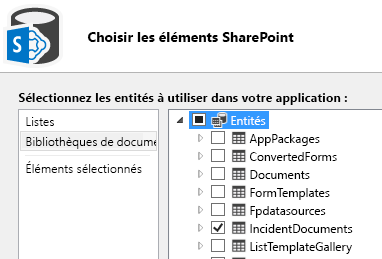 Choisir les éléments SharePoint
Sélectionnez les entités à utiliser dans votre application :
Listes
Bibliothèques de docume
Éléments sélectionnés
Entités
AppPackages
ConvertedForms
Documents
FormTemplates
Fpdatasources
IncidentDocuments
ListTemplateGallery